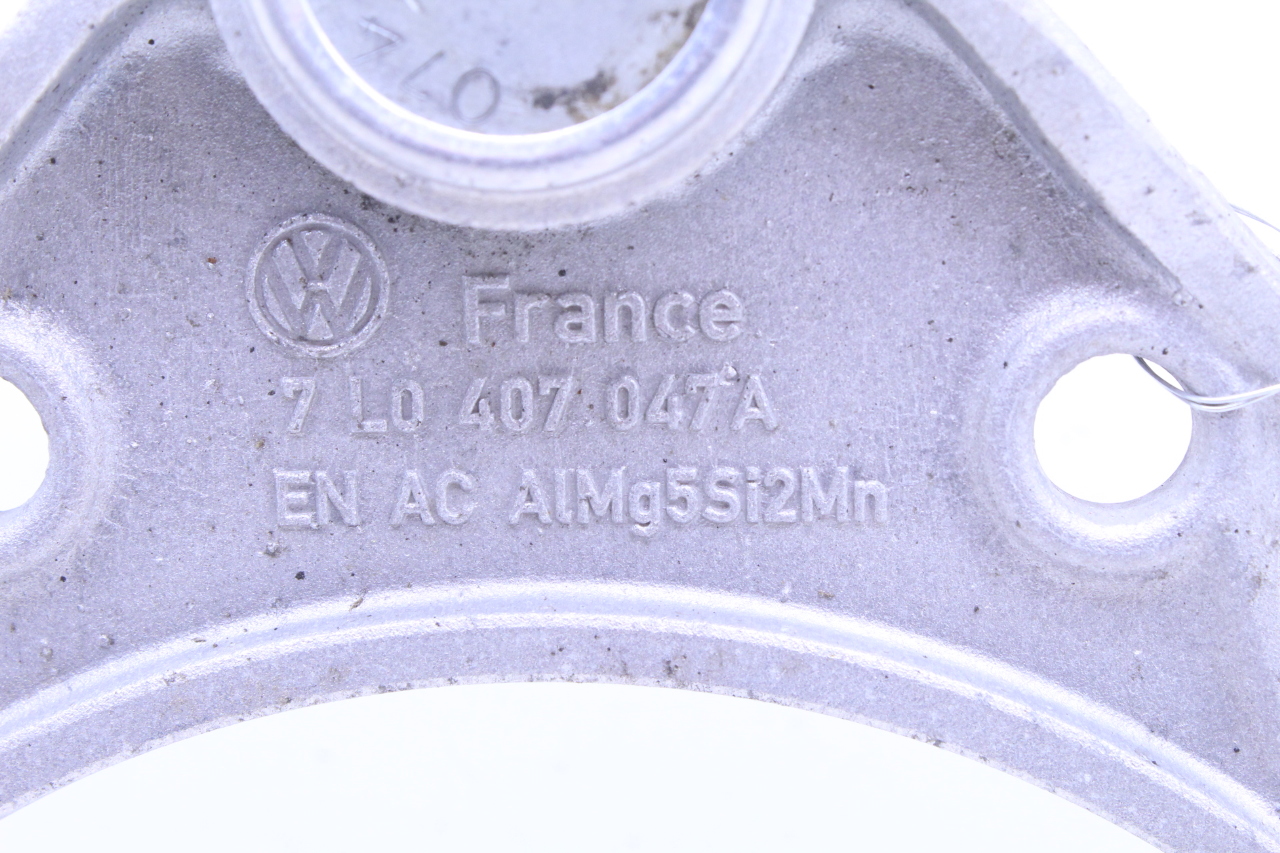 France
7 L0 407 047 A
EN AC AlMg5Si2Mn